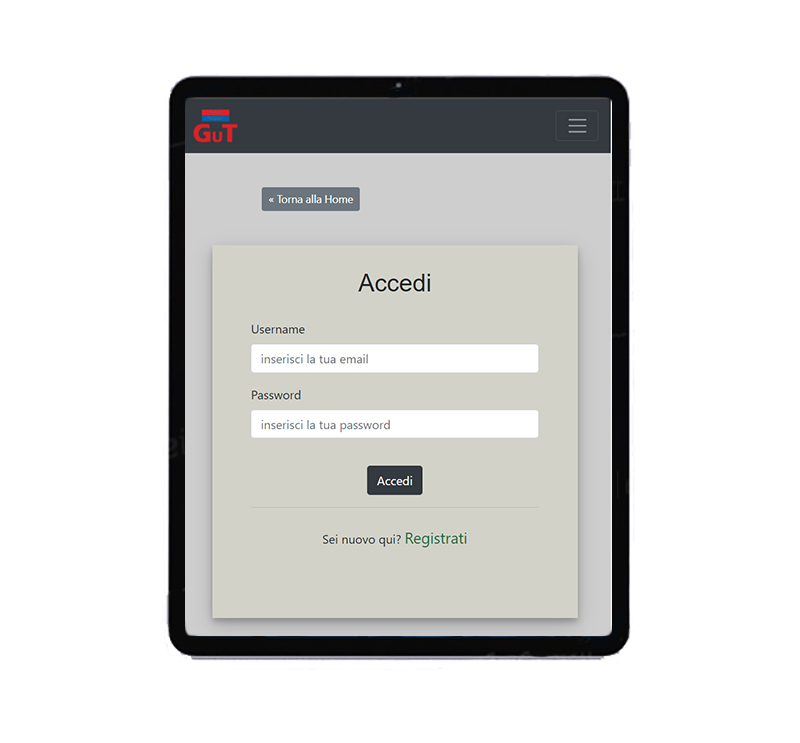 GuT
« Torna alla Home
Accedi
Username
inserisci la tua email
Password
inserisci la tua password
Accedi
Sei nuovo qui? Registrati